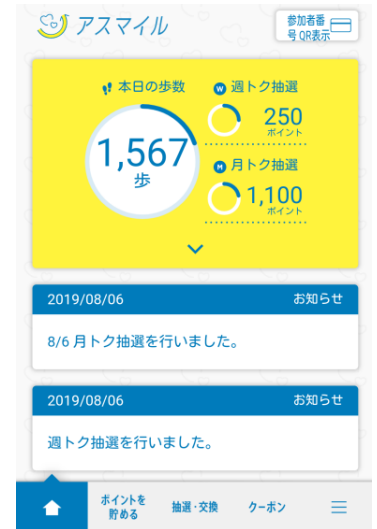 アスマイル
参加者番
号 QR表示
本日の歩数
1,567
歩
W 週トク抽選
250
ポイント
M 月トク抽選
1,100
ポイント
2019/08/06 お知らせ
8/6 月トク抽選を行いました。
2019/08/06 お知らせ
週トク抽選を行いました。
ポイントを
貯める
抽選・交換
クーポン